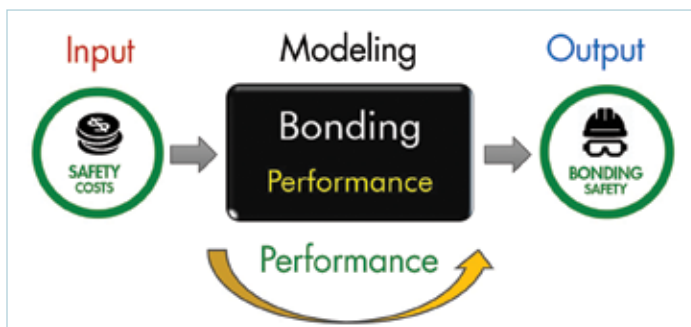 Input
Modeling
Output
$
SAFETY
COSTS
Bonding
Performance
BONDING
SAFETY
Performance